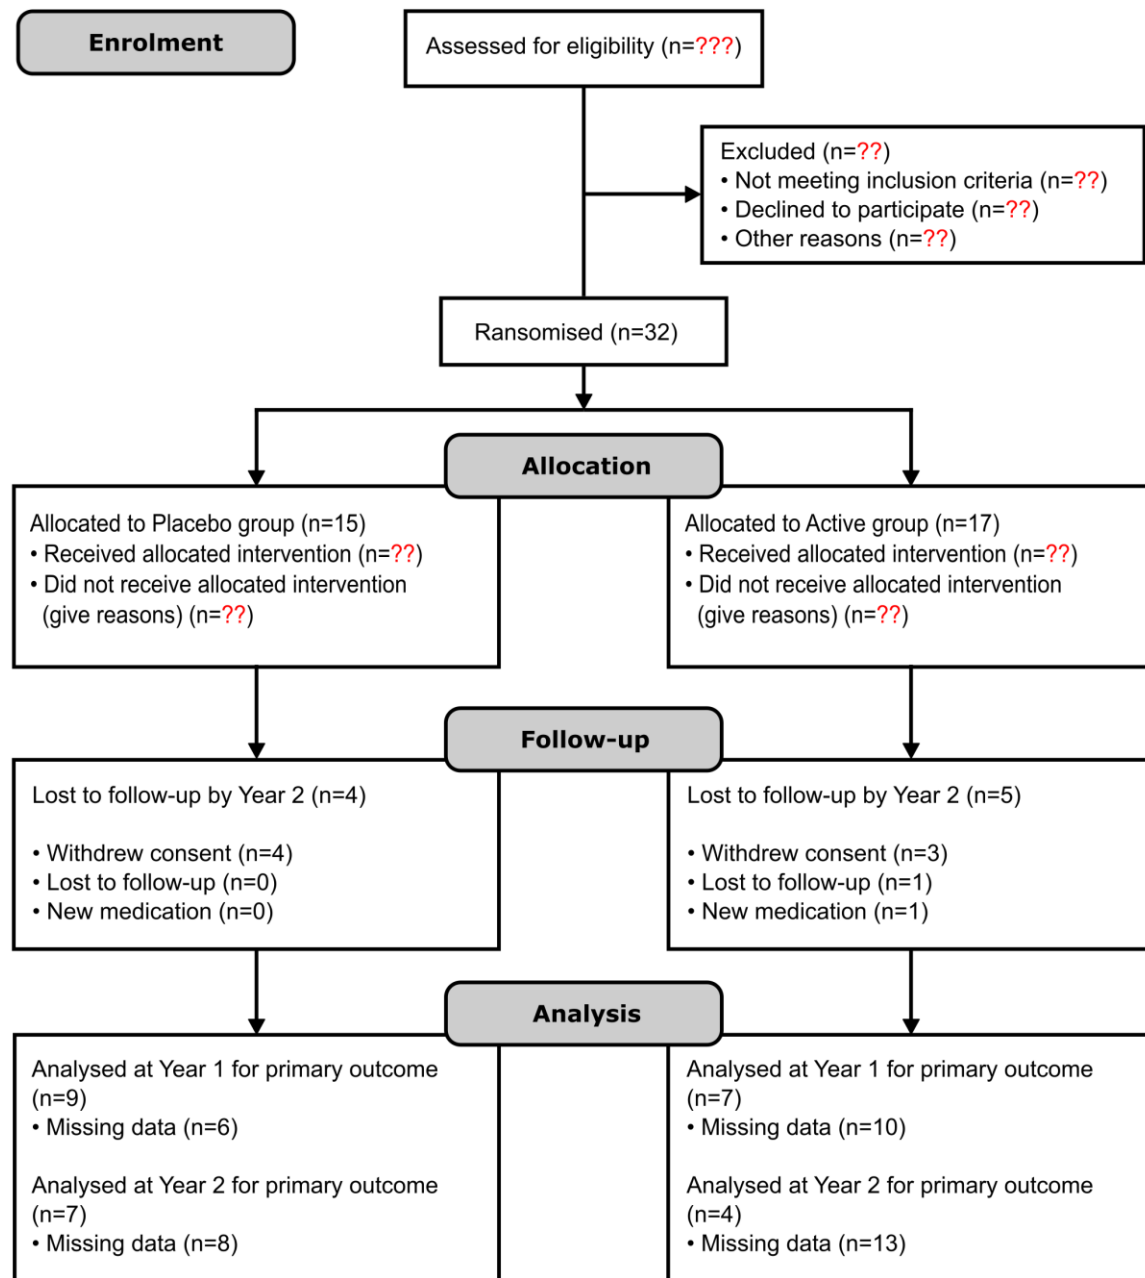 Enrolment
Assessed for eligibility (n=???)
Excluded (n=??)
• Not meeting inclusion criteria (n=??)
• Declined to participate (n=??)
• Other reasons (n=??)
Ransomised (n=32)
Allocation
Allocated to Placebo group (n=15)
• Received allocated intervention (n=??)
• Did not receive allocated intervention
(give reasons) (n=??)
Allocated to Active group (n=17)
• Received allocated intervention (n=??)
• Did not receive allocated intervention
(give reasons) (n=??)
Follow-up
Lost to follow-up by Year 2 (n=4)
• Withdrew consent (n=4)
• Lost to follow-up (n=0)
• New medication (n=0)
Lost to follow-up by Year 2 (n=5)
• Withdrew consent (n=3)
• Lost to follow-up (n=1)
• New medication (n=1)
Analysis
Analysed at Year 1 for primary outcome
(n=9)
• Missing data (n=6)
Analysed at Year 2 for primary outcome
(n=7)
• Missing data (n=8)
Analysed at Year 1 for primary outcome
(n=7)
• Missing data (n=10)
Analysed at Year 2 for primary outcome
(n=4)
• Missing data (n=13)